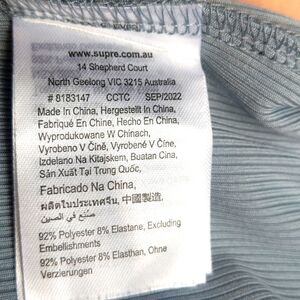 www.supre.com.au
14 Shepherd Court
North Geelong VIC 3215 Australia
# 8183147 CCTC SEP/2022
Made In China, Hergestellt In China,
Fabriqué En Chine, Hecho En China,
Wyprodukowane W Chinach,
Vyrobeno V Číně, Vyrobené V Číne,
Izdelano Na Kitajskem, Buatan Cina,
Sản Xuất Tại Trung Quốc,
Fabricado Na China,
ผลิตในประเทศจีน, 中國製造,
صنع في الصين
92% Polyester 8% Elastane, Excluding
Embellishments
92% Polyester 8% Elasthan, Ohne
Verzierungen